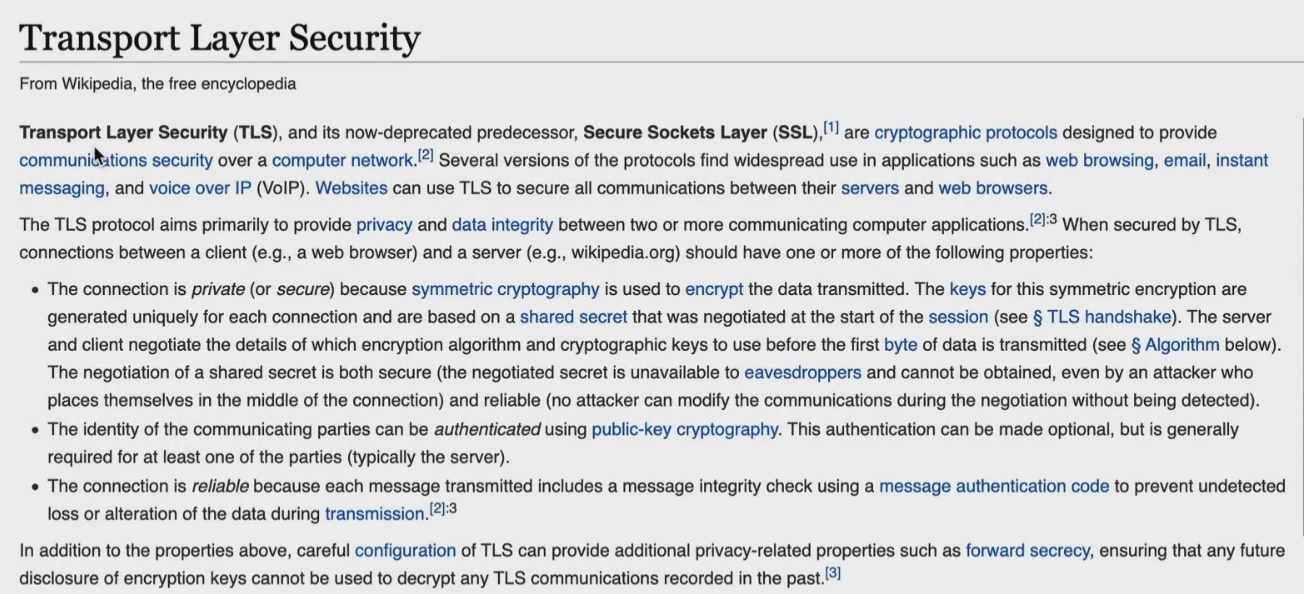 Transport Layer Security
From Wikipedia, the free encyclopedia
Transport Layer Security (TLS), and its now-deprecated predecessor, Secure Sockets Layer (SSL),[1] are cryptographic protocols designed to provide
communications security over a computer network.[2] Several versions of the protocols find widespread use in applications such as web browsing, email, instant
messaging, and voice over IP (VoIP). Websites can use TLS to secure all communications between their servers and web browsers.
The TLS protocol aims primarily to provide privacy and data integrity between two or more communicating computer applications.[2]:3 When secured by TLS,
connections between a client (e.g., a web browser) and a server (e.g., wikipedia.org) should have one or more of the following properties:
• The connection is private (or secure) because symmetric cryptography is used to encrypt the data transmitted. The keys for this symmetric encryption are
generated uniquely for each connection and are based on a shared secret that was negotiated at the start of the session (see § TLS handshake). The server
and client negotiate the details of which encryption algorithm and cryptographic keys to use before the first byte of data is transmitted (see § Algorithm below).
The negotiation of a shared secret is both secure (the negotiated secret is unavailable to eavesdroppers and cannot be obtained, even by an attacker who
places themselves in the middle of the connection) and reliable (no attacker can modify the communications during the negotiation without being detected).
• The identity of the communicating parties can be authenticated using public-key cryptography. This authentication can be made optional, but is generally
required for at least one of the parties (typically the server).
• The connection is reliable because each message transmitted includes a message integrity check using a message authentication code to prevent undetected
loss or alteration of the data during transmission.[2]:3
In addition to the properties above, careful configuration of TLS can provide additional privacy-related properties such as forward secrecy, ensuring that any future
disclosure of encryption keys cannot be used to decrypt any TLS communications recorded in the past.[3]